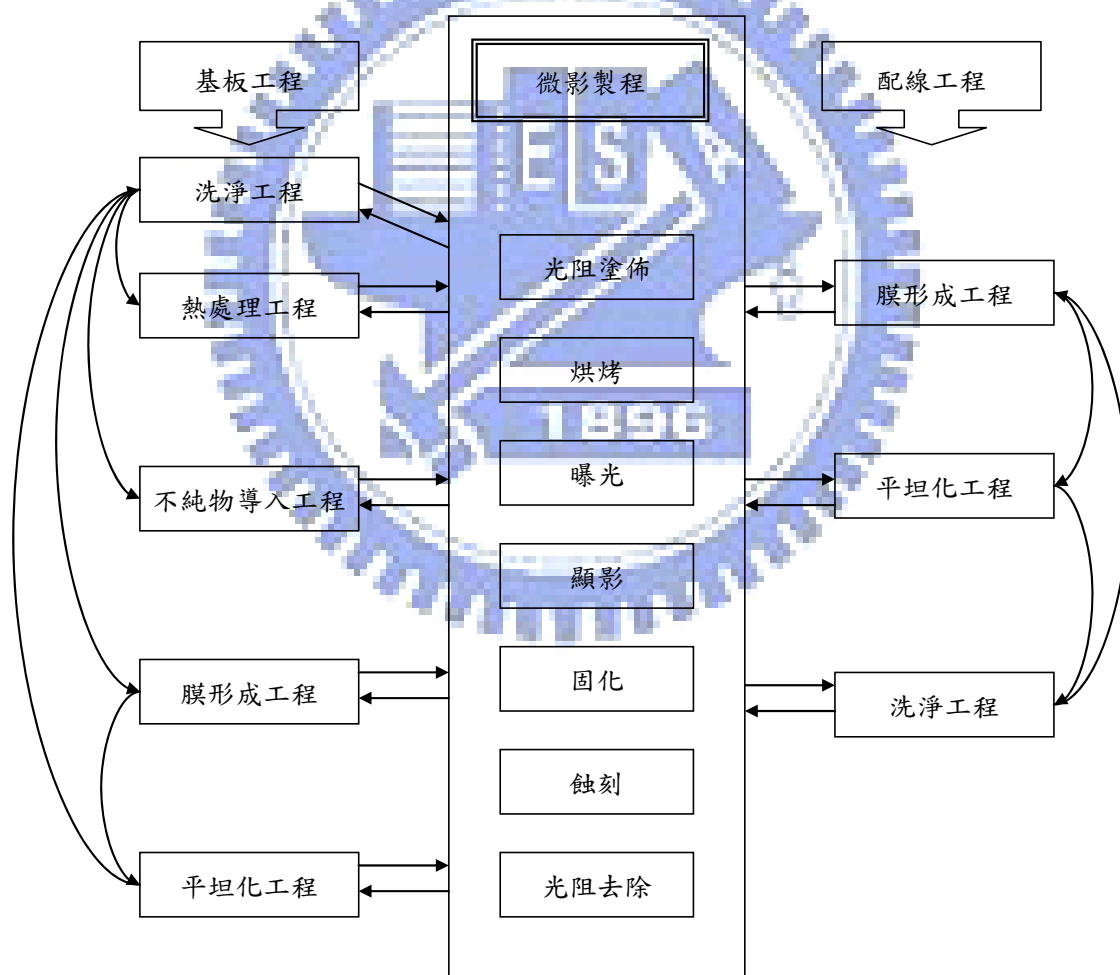 基板工程
微影製程
配線工程
洗淨工程
光阻塗佈
熱處理工程
膜形成工程
烘烤
曝光
不純物導入工程
平坦化工程
顯影
膜形成工程
固化
洗淨工程
蝕刻
平坦化工程
光阻去除
E S A
1896